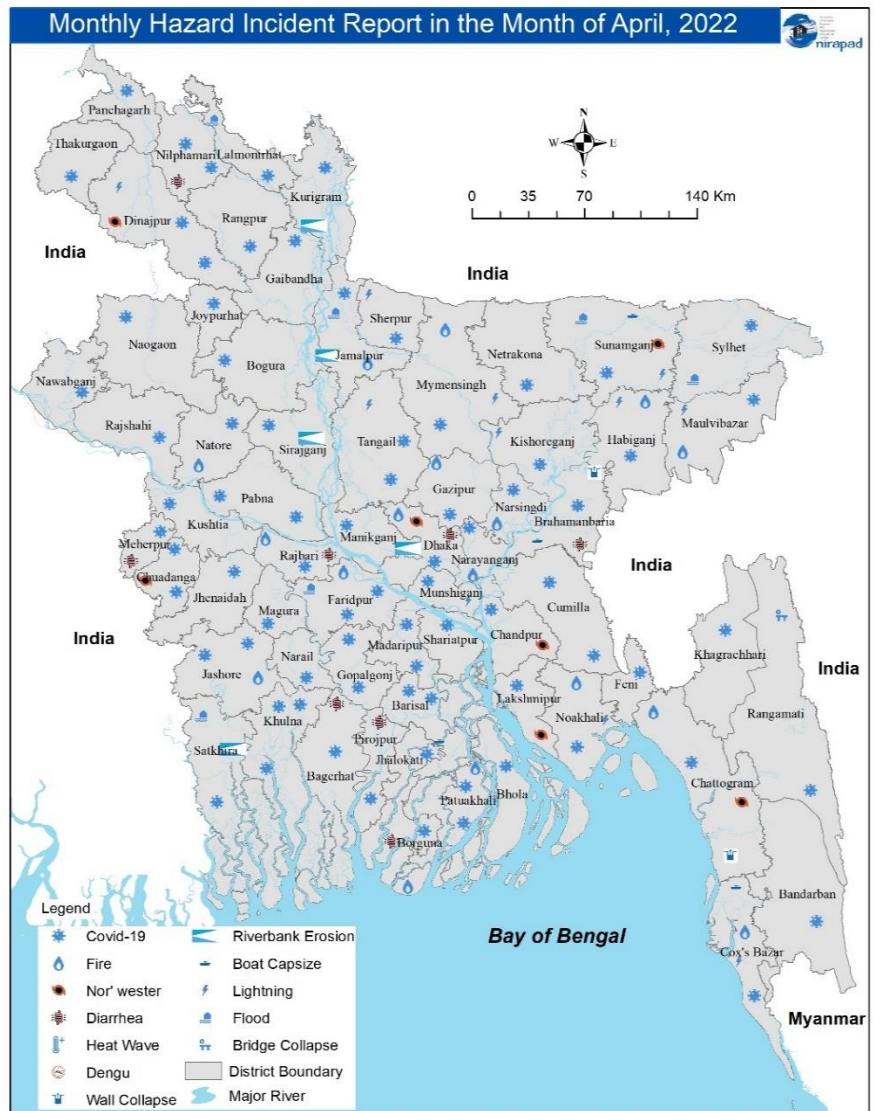 Monthly Hazard Incident Report in the Month of April, 2022
nirapad
N
W E
S
0 35 70 140 Km
Panchagarh
Thakurgaon
Nilphamari
Lalmonirhat
Kurigram
Dinajpur
Rangpur
India
Gaibandha
India
Joypurhat
Sherpur
Naogaon
Bogura
Jamalpur
Netrakona
Sunamganj
Sylhet
Nawabganj
Mymensingh
Rajshahi
Natore
Sirajganj
Tangail
Kishoreganj
Habiganj
Maulvibazar
Pabna
Gazipur
Narsingdi
Brahamanbaria
Kushtia
Manikganj
Dhaka
Meherpur
Rajbari
Narayanganj
India
Chuadanga
Jhenaidah
Faridpur
Munshiganj
Cumilla
India
Magura
Madaripur
Shariatpur
Chandpur
Khagrachhari
India
Jashore
Narail
Gopalgonj
Lakshmipur
Feni
Rangamati
Khulna
Barisal
Noakhali
Satkhira
Pirojpur
Jhalokati
Bagerhat
Chattogram
Patuakhali
Bhola
Borguna
Bandarban
Cox's Bazar
Bay of Bengal
Myanmar
Legend
Covid-19
Riverbank Erosion
Fire
Boat Capsize
Nor' wester
Lightning
Diarrhea
Flood
Heat Wave
Bridge Collapse
Dengu
District Boundary
Wall Collapse
Major River